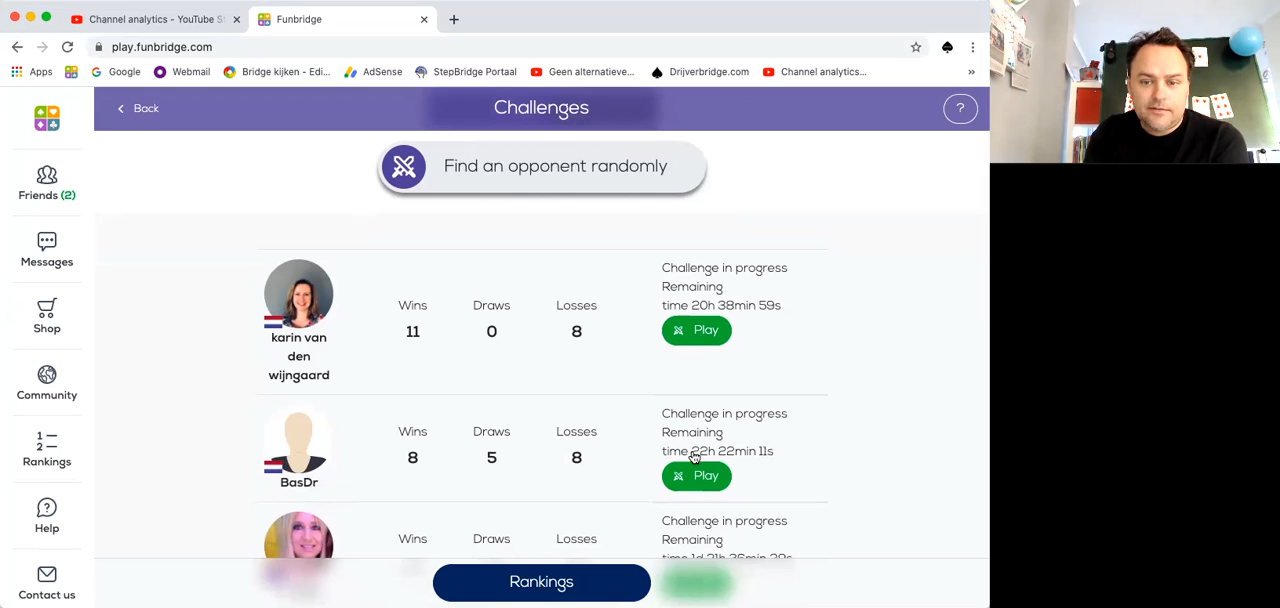 Channel analytics - YouTube S
Funbridge
play.funbridge.com
Apps
Google
Webmail
Bridge kijken - Edi...
AdSense
StepBridge Portaal
Geen alternatieve...
Drijverbridge.com
Channel analytics...
»
Back
Challenges
?
Find an opponent randomly
Friends (2)
Messages
Shop
Community
1
2
Rankings
Help
Contact us
karin van
den
wijngaard
Wins
Draws
Losses
11
0
8
Challenge in progress
Remaining
time 20h 38min 59s
Play
BasDr
Wins
Draws
Losses
8
5
8
Challenge in progress
Remaining
time 22h 22min 11s
Play
Wins
Draws
Losses
Challenge in progress
Remaining
Rankings